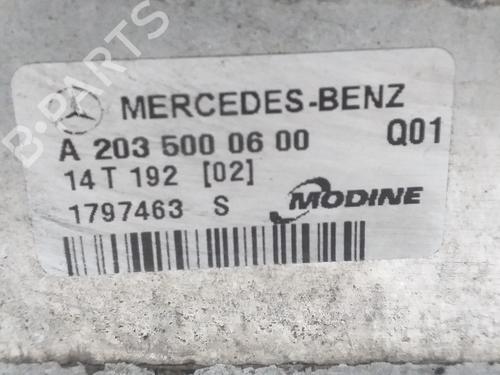 MERCEDES-BENZ
A 203 500 06 00 Q01
14 T 192 [02]
1797463 S MODINE
B-PARTS